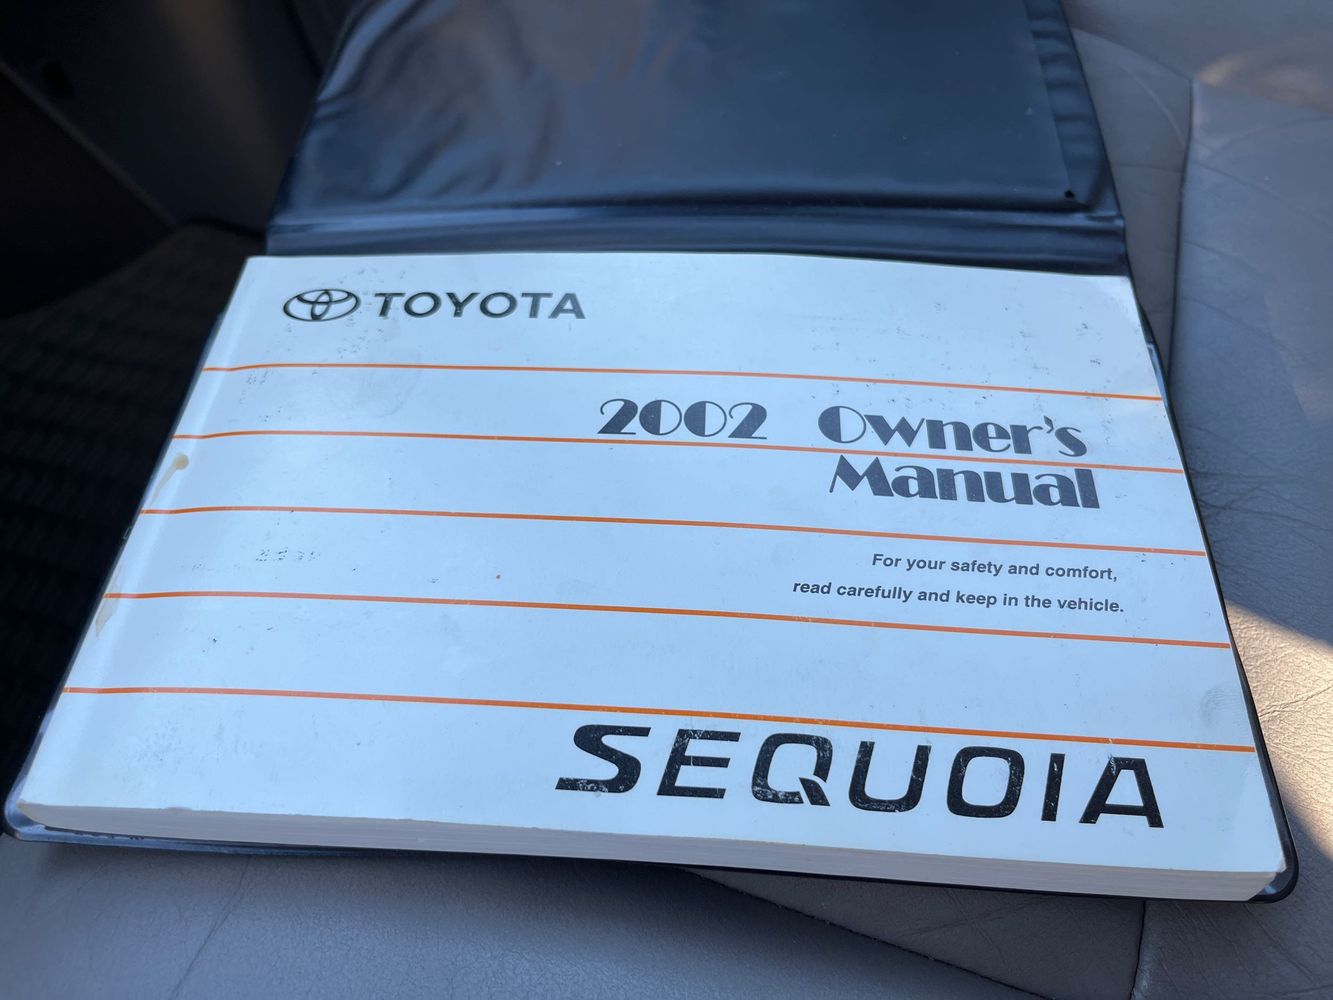 TOYOTA
2002 Owner's
Manual
For your safety and comfort,
read carefully and keep in the vehicle.
SEQUOIA